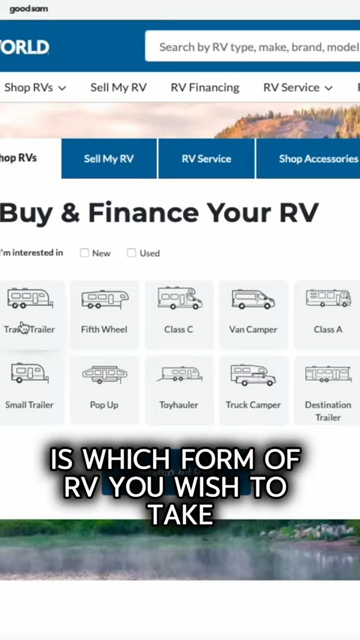 good sam
ORLD
Search by RV type, make, brand, model
Shop RVs Sell My RV RV Financing RV Service
hop RVs Sell My RV RV Service Shop Accessories
Buy & Finance Your RV
I'm interested in New Used
Travel Trailer Fifth Wheel Class C Van Camper Class A
Small Trailer Pop Up Toyhauler Truck Camper Destination
Trailer
IS WHICH FORM OF
RV YOU WISH TO
TAKE